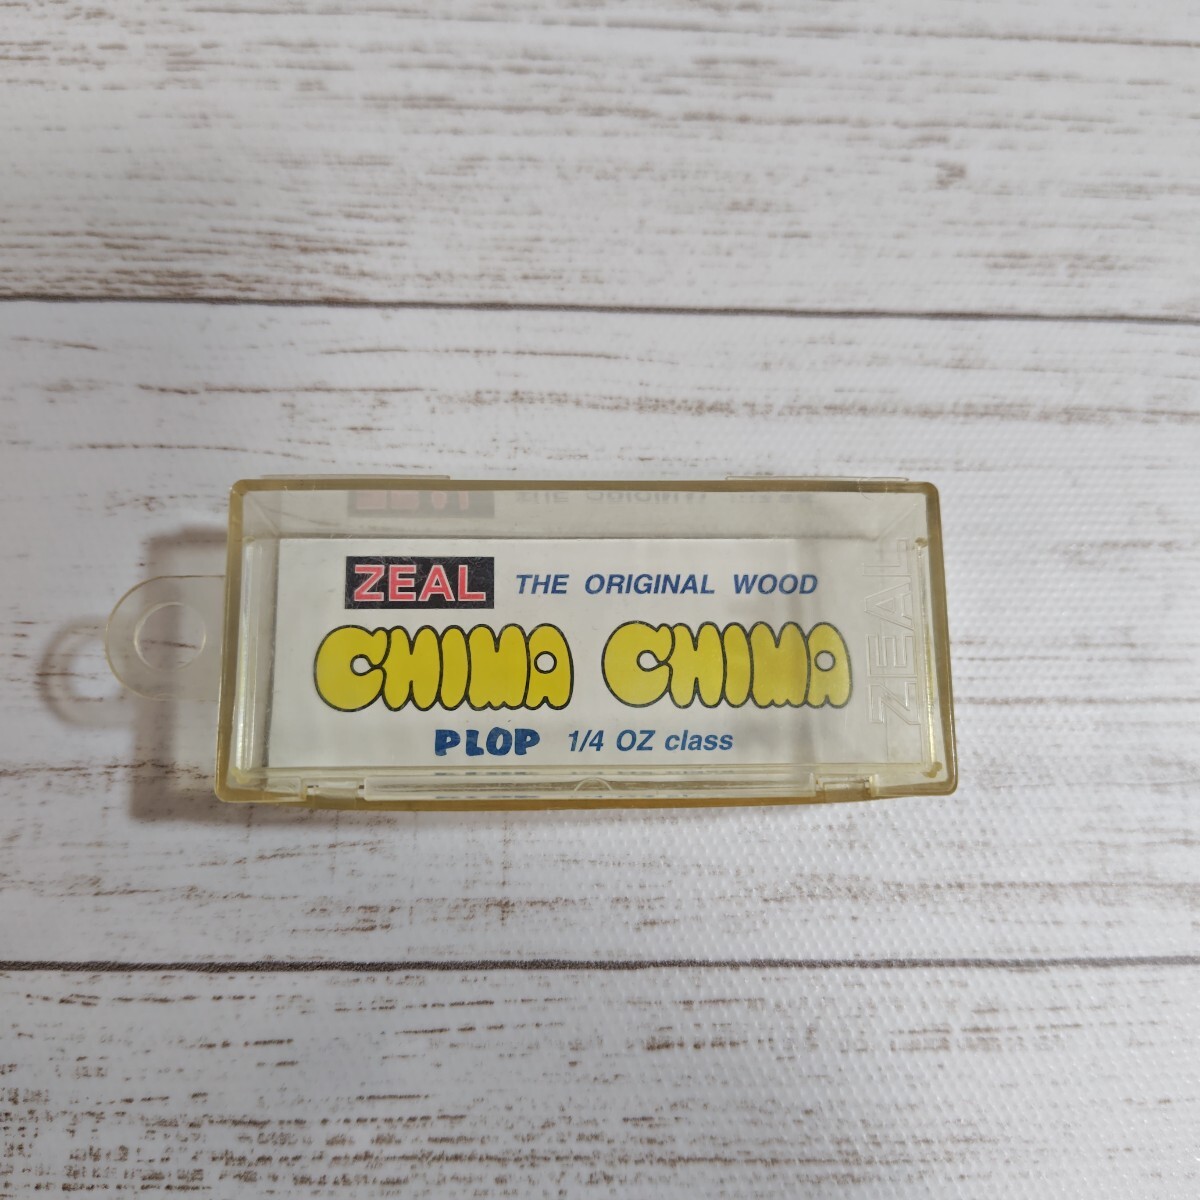 ZEAL THE ORIGINAL WOOD
CHIMA CHIMA
PLOP 1/4 OZ class
ZEAL